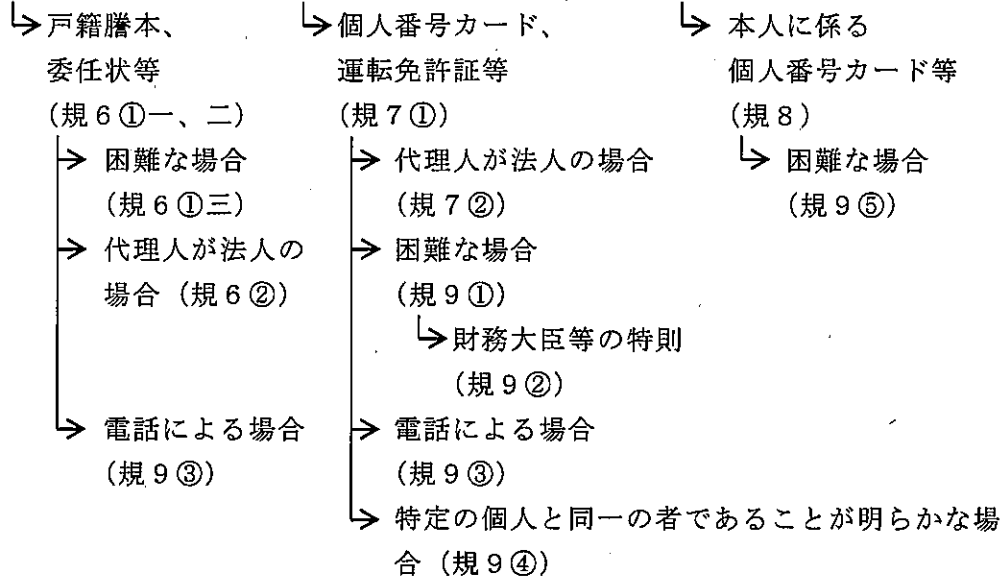 戸籍謄本、
委任状等
(規6①一、二)
困難な場合
(規6①三)
代理人が法人の
場合(規6②)
電話による場合
(規9③)
個人番号カード、
運転免許証等
(規7①)
代理人が法人の場合
(規7②)
困難な場合
(規9①)
財務大臣等の特則
(規9②)
電話による場合
(規9③)
特定の個人と同一の者であることが明らかな場
合(規9④)
本人に係る
個人番号カード等
(規8)
困難な場合
(規9⑤)